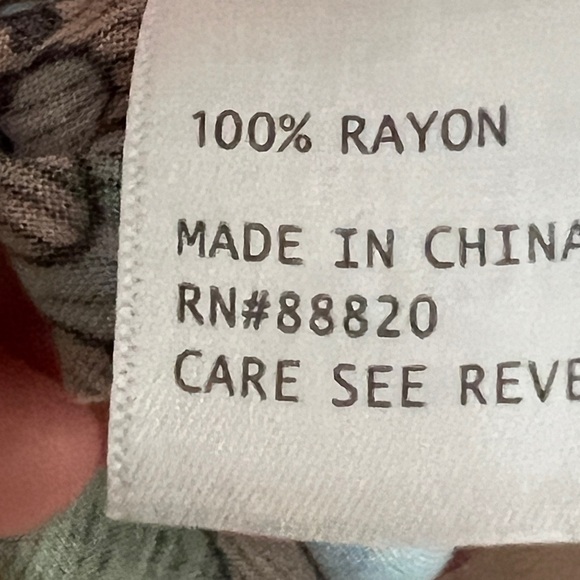 100% RAYON
MADE IN CHINA
RN#88820
CARE SEE REVE